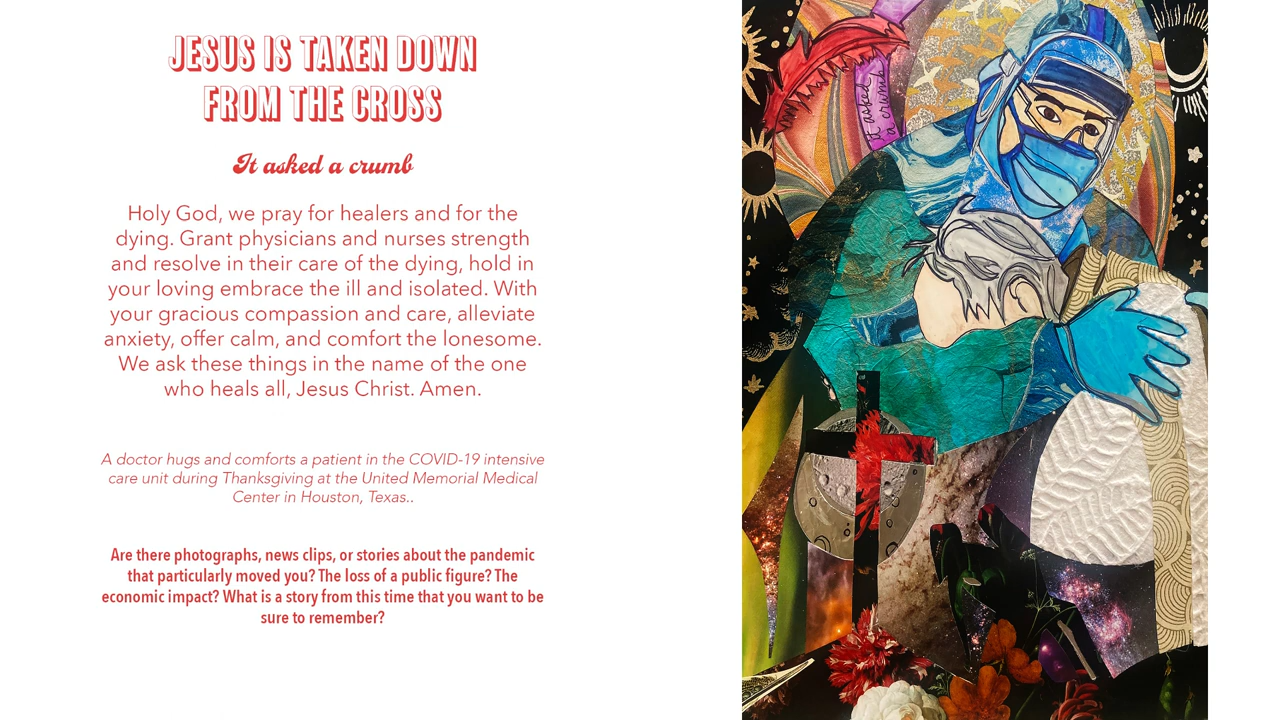 JESUS IS TAKEN DOWN
FROM THE CROSS
It asked a crumb
Holy God, we pray for healers and for the
dying. Grant physicians and nurses strength
and resolve in their care of the dying, hold in
your loving embrace the ill and isolated. With
your gracious compassion and care, alleviate
anxiety, offer calm, and comfort the lonesome.
We ask these things in the name of the one
who heals all, Jesus Christ. Amen.
A doctor hugs and comforts a patient in the COVID-19 intensive
care unit during Thanksgiving at the United Memorial Medical
Center in Houston, Texas..
Are there photographs, news clips, or stories about the pandemic
that particularly moved you? The loss of a public figure? The
economic impact? What is a story from this time that you want to be
sure to remember?
it asked
a crumb